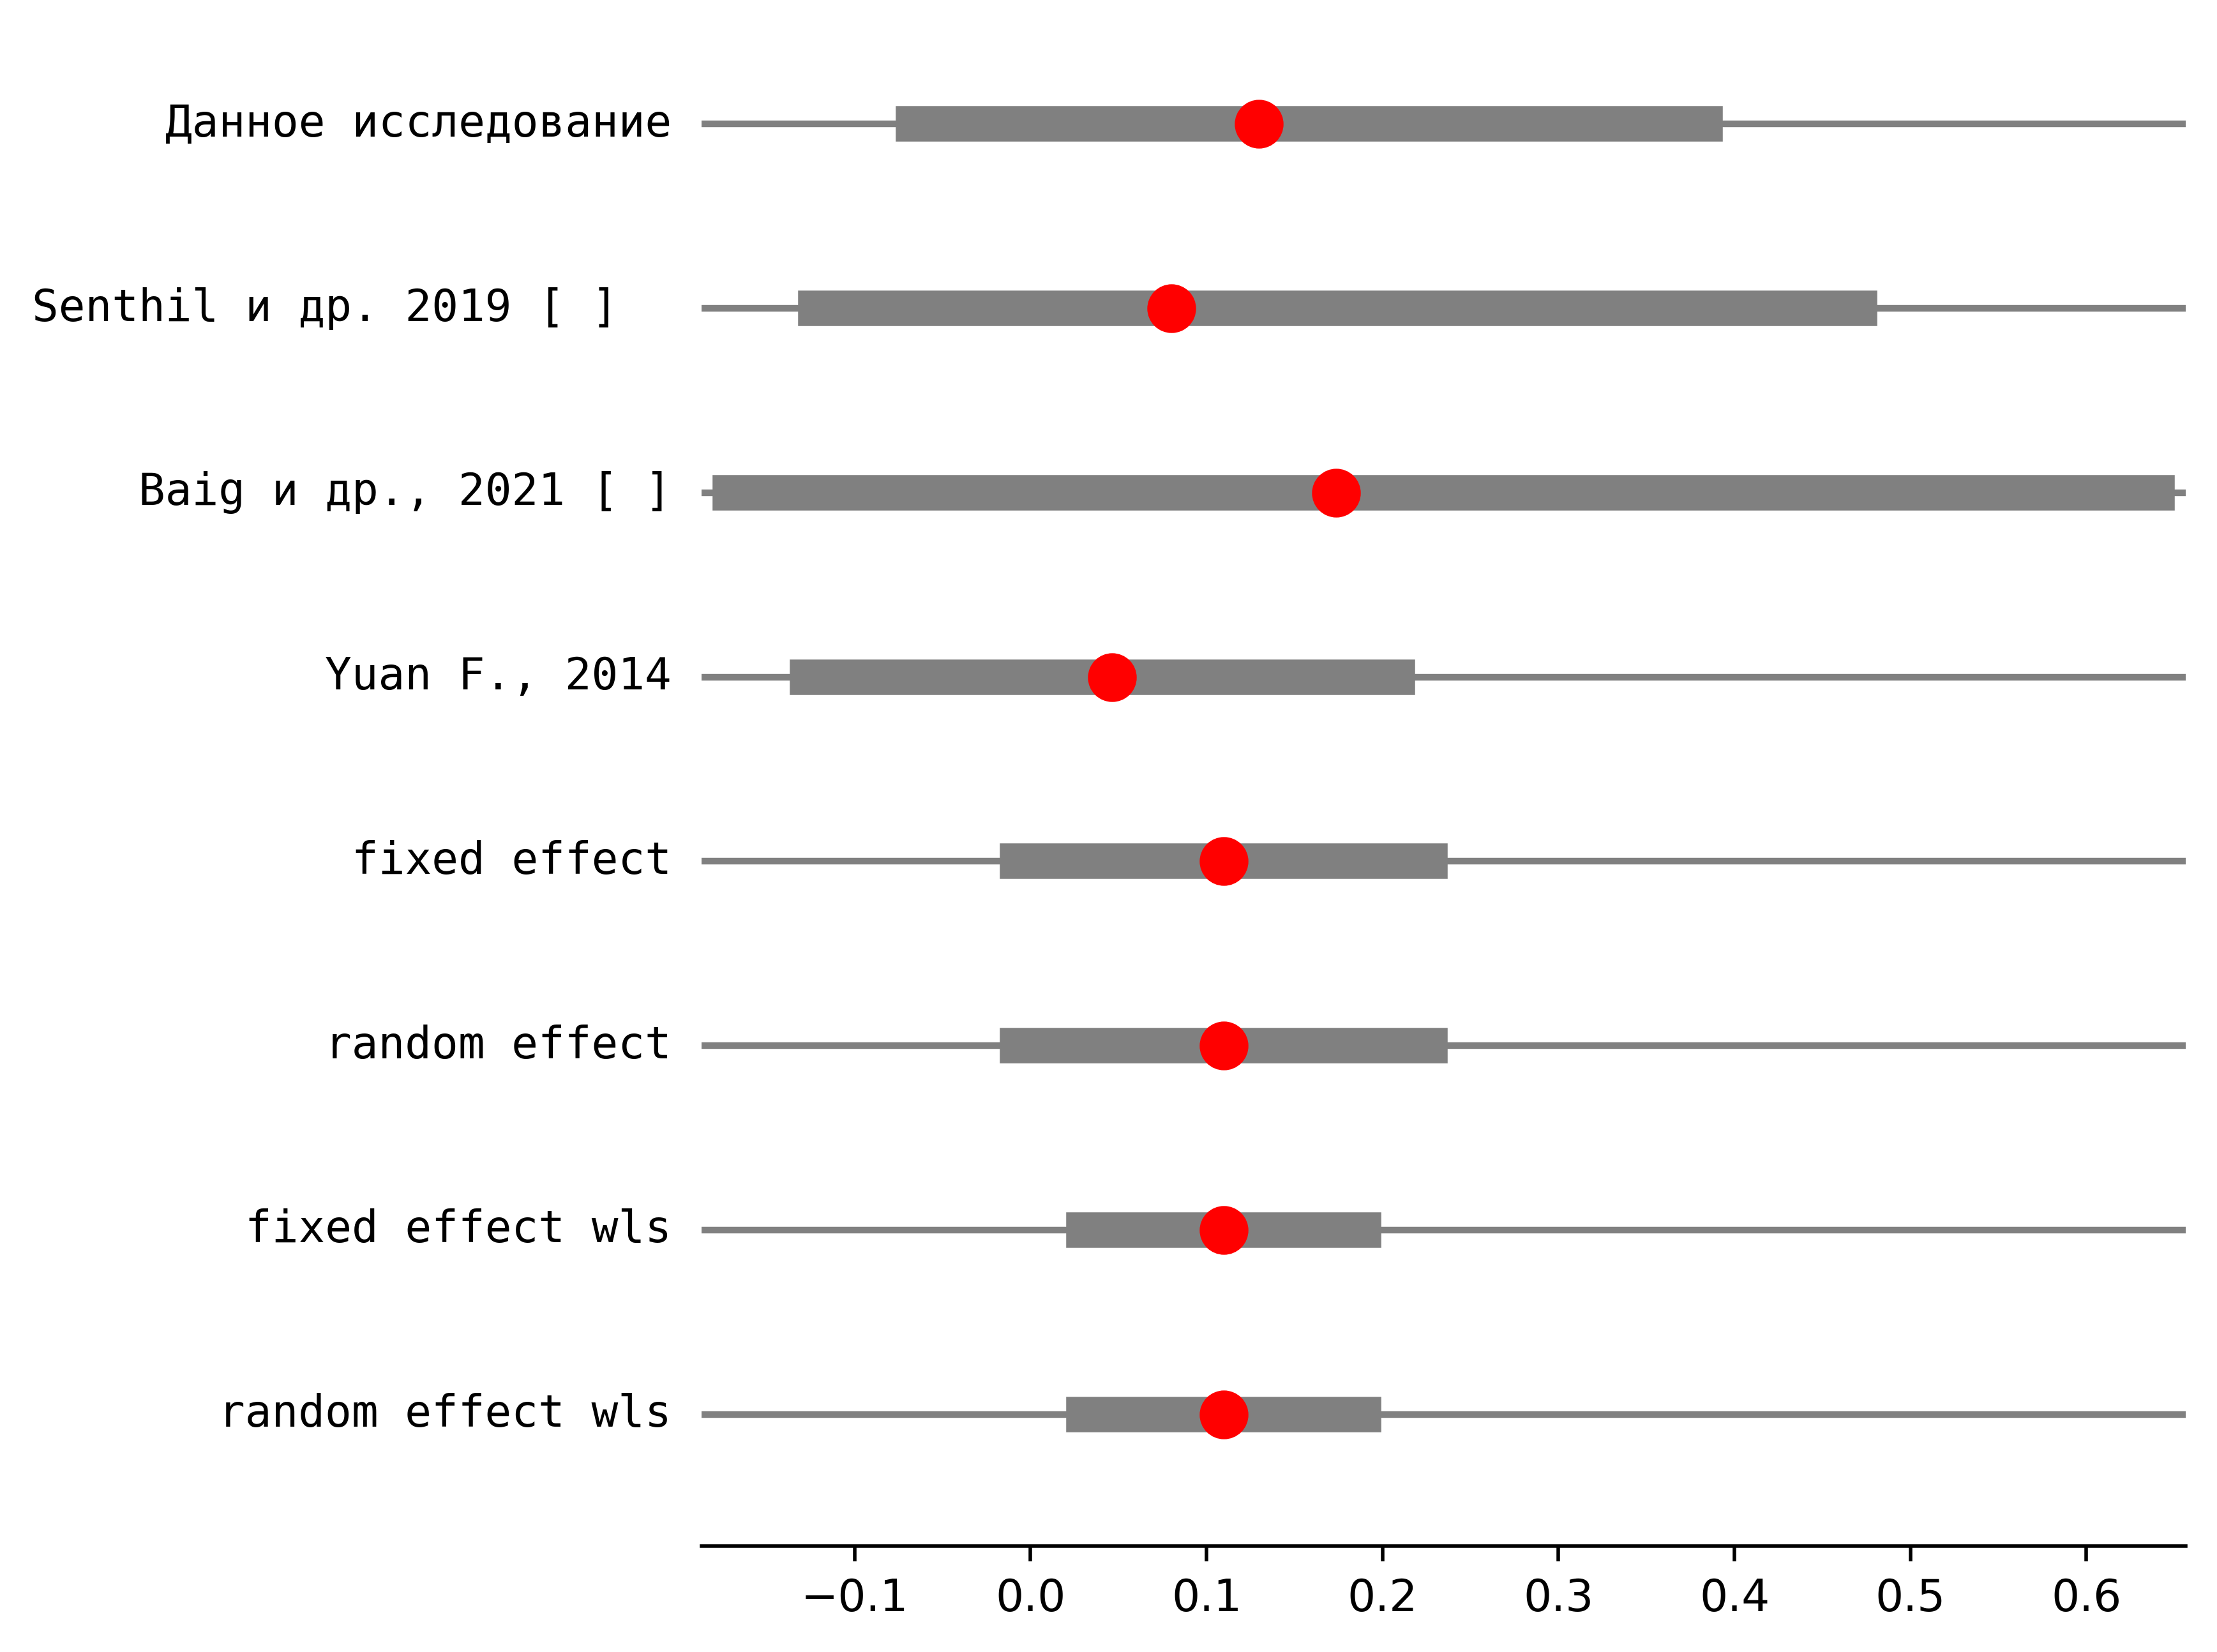 Данное исследование
Senthil и др. 2019 [ ]
Baig и др., 2021 [ ]
Yuan F., 2014
fixed effect
random effect
fixed effect wls
random effect wls
−0.1 0.0 0.1 0.2 0.3 0.4 0.5 0.6